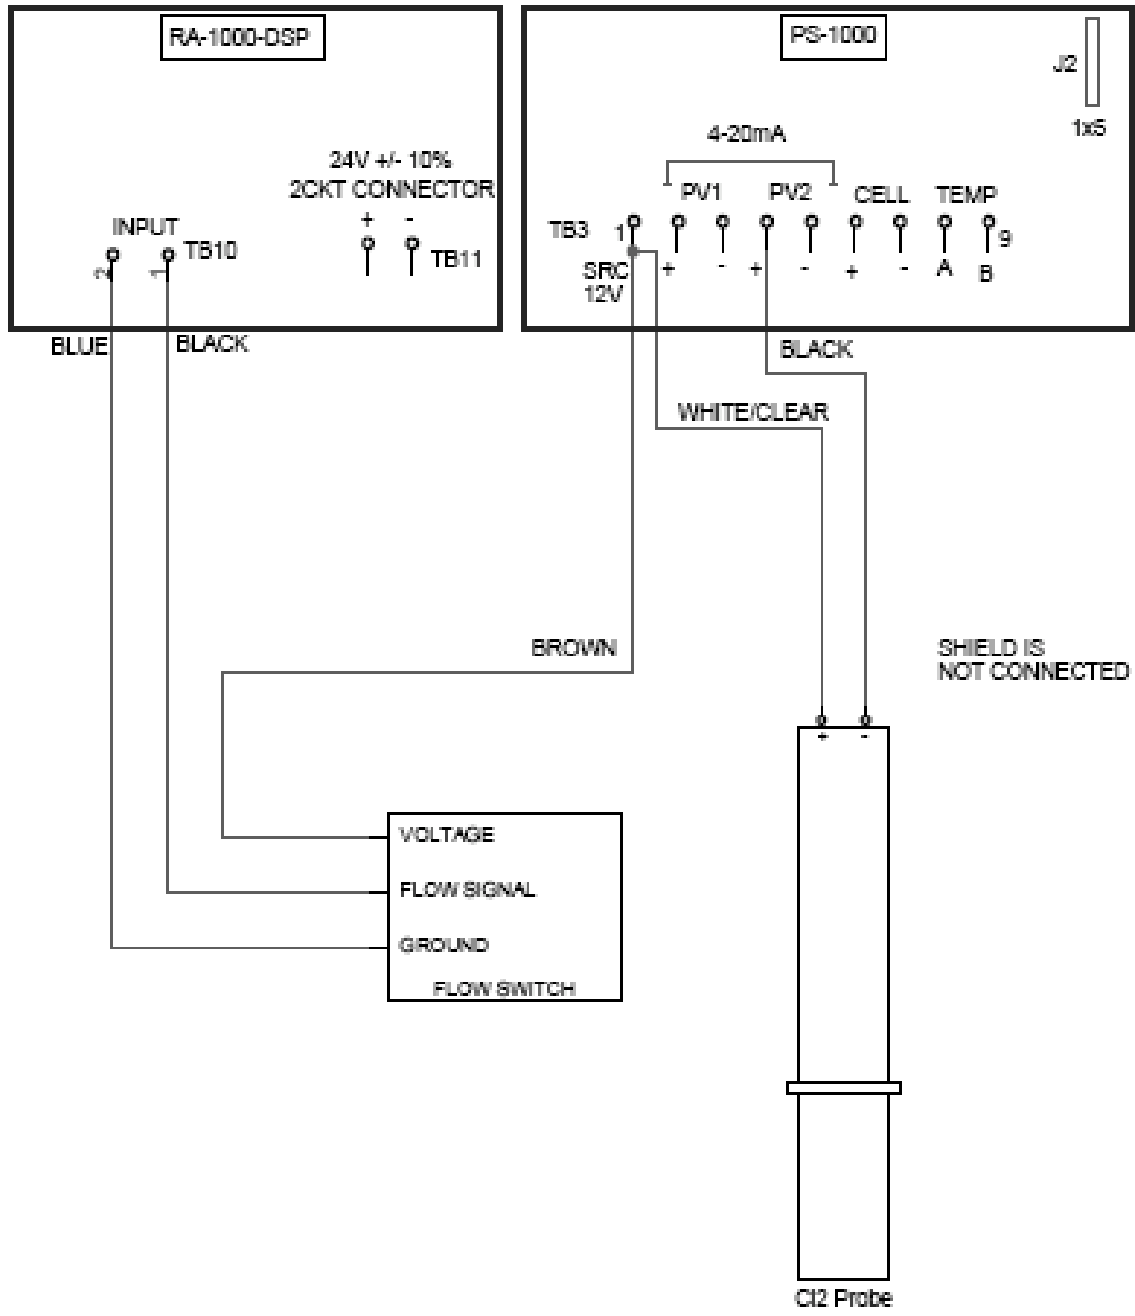 RA-1000-DSP
24V +/- 10%
2CKT CONNECTOR
+ -
TB11
INPUT
TB10
2 1
BLUE
BLACK
PS-1000
J2
1x5
4-20mA
PV1 PV2 CELL TEMP
TB3 1 9
SRC
12V
+ - + - + - A B
BLACK
WHITE/CLEAR
BROWN
SHIELD IS
NOT CONNECTED
+ -
VOLTAGE
FLOW SIGNAL
GROUND
FLOW SWITCH
Cl2 Probe